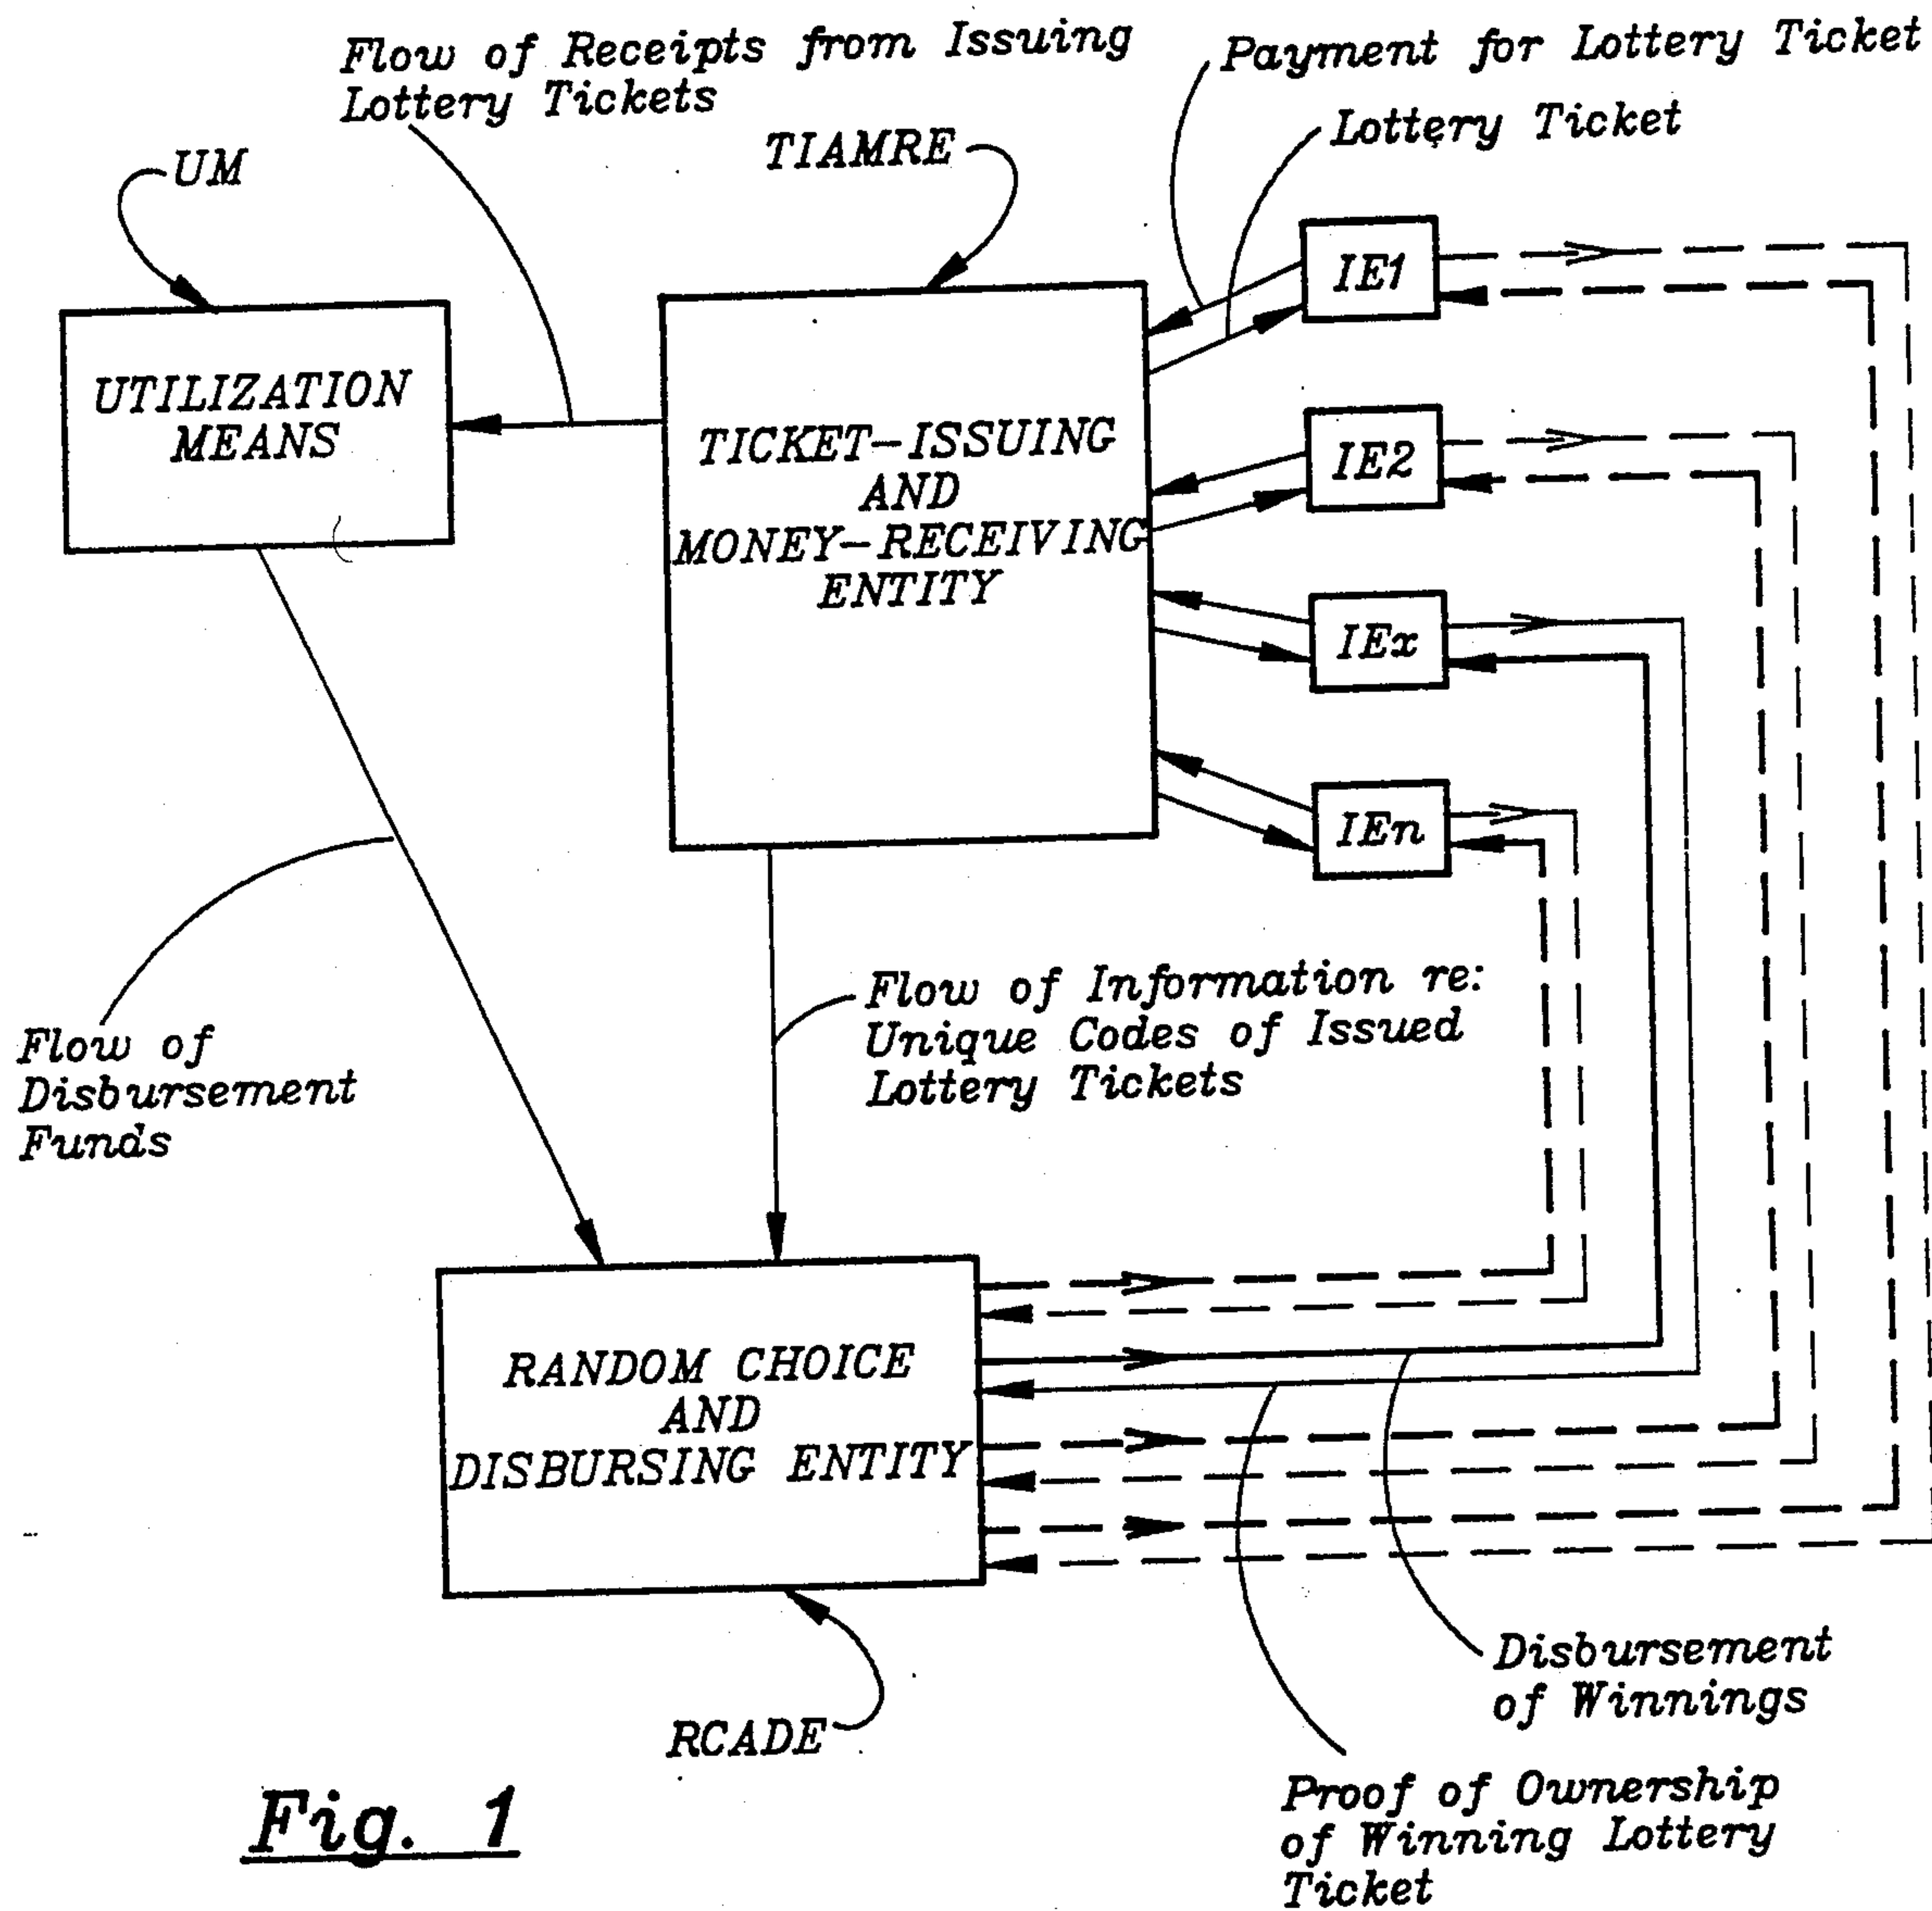 Flow of Receipts from Issuing
Lottery Tickets
Payment for Lottery Ticket
Lottery Ticket
TIAMRE
UM
IE1
UTILIZATION
MEANS
TICKET-ISSUING
AND
MONEY-RECEIVING
ENTITY
IE2
IEx
IEn
Flow of Information re:
Unique Codes of Issued
Lottery Tickets
Flow of
Disbursement
Funds
RANDOM CHOICE
AND
DISBURSING ENTITY
Disbursement
of Winnings
RCADE
Proof of Ownership
of Winning Lottery
Ticket
Fig. 1